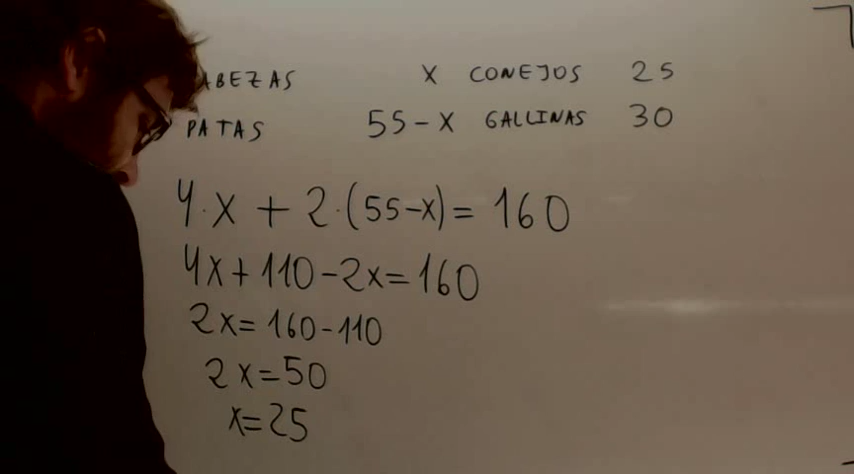 ABEZAS X CONEJOS 25
PATAS 55-X GALLINAS 30
4·X + 2·(55-X) = 160
4X+110-2X=160
2X=160-110
2X=50
X=25